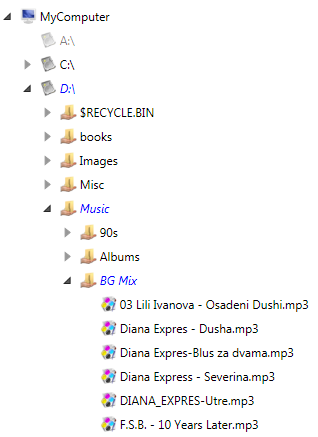 MyComputer
A:\
C:\
D:\
$RECYCLE.BIN
books
Images
Misc
Music
90s
Albums
BG Mix
03 Lili Ivanova - Osadeni Dushi.mp3
Diana Expres - Dusha.mp3
Diana Expres-Blus za dvama.mp3
Diana Express - Severina.mp3
DIANA_EXPRES-Utre.mp3
F.S.B. - 10 Years Later.mp3